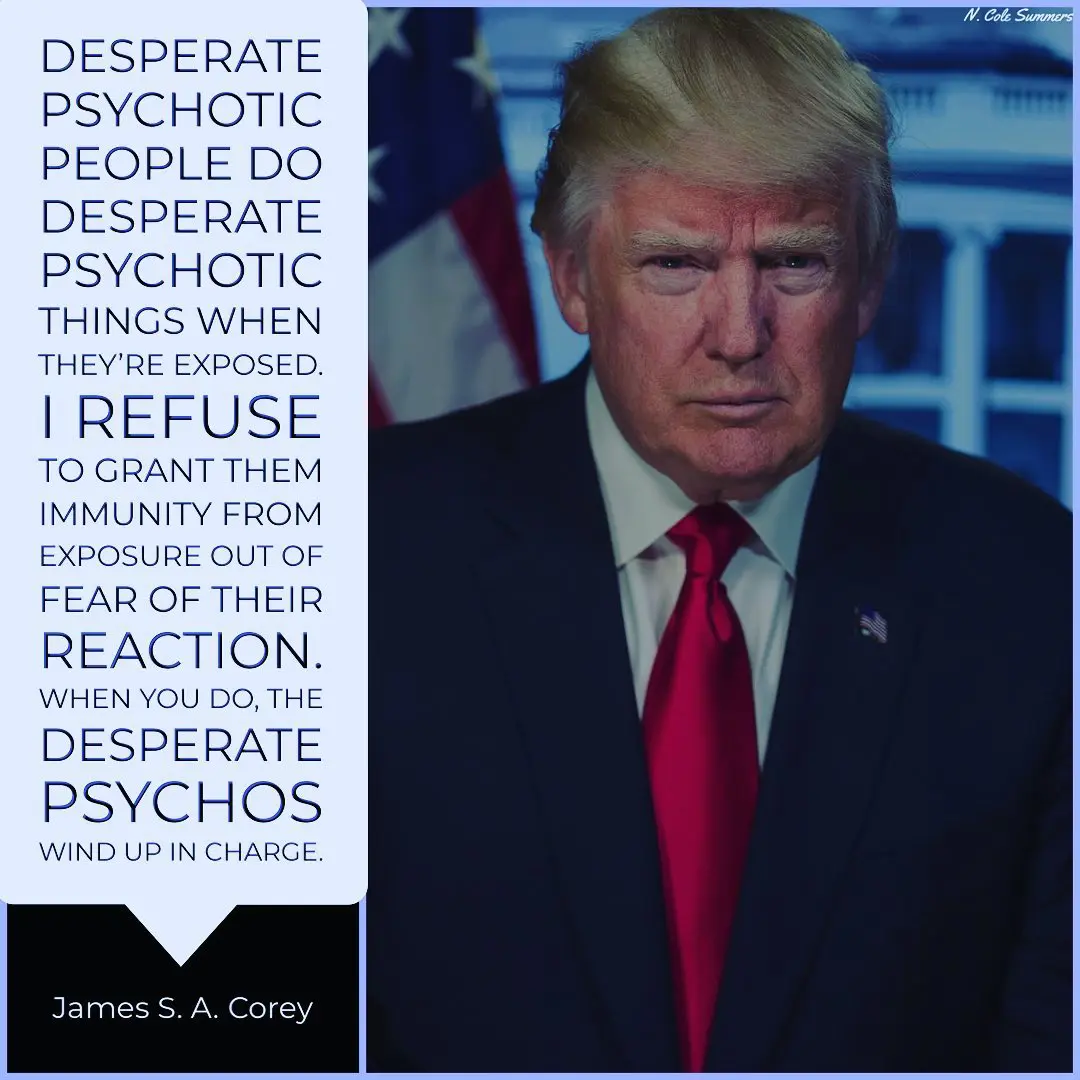 N. Cole Summers
DESPERATE
PSYCHOTIC
PEOPLE DO
DESPERATE
PSYCHOTIC
THINGS WHEN
THEY’RE EXPOSED.
I REFUSE
TO GRANT THEM
IMMUNITY FROM
EXPOSURE OUT OF
FEAR OF THEIR
REACTION.
WHEN YOU DO, THE
DESPERATE
PSYCHOS
WIND UP IN CHARGE.
James S. A. Corey